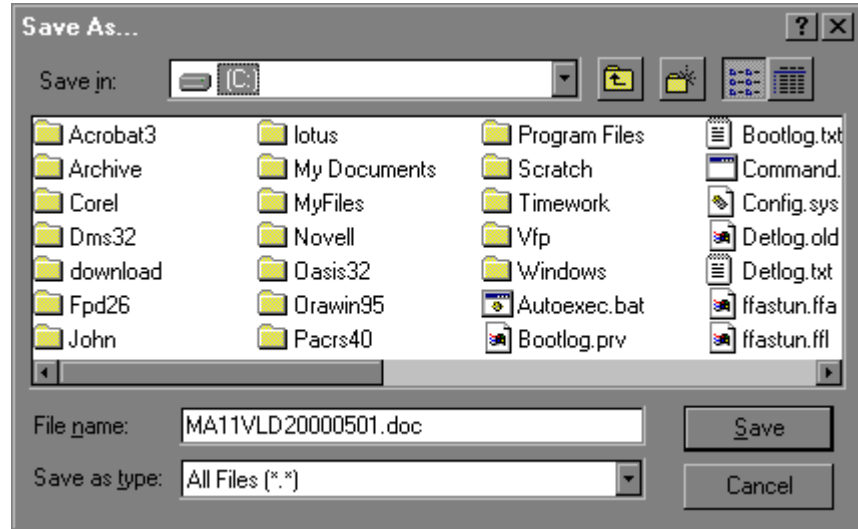 Save As...
Save in: (C:)
Acrobat3 lotus Program Files Bootlog.txt
Archive My Documents Scratch Command.
Corel MyFiles Timework Config.sys
Dms32 Novell Vfp Detlog.old
download Oasis32 Windows Detlog.txt
Fpd26 Orawin95 Autoexec.bat ffastun.ffa
John Pacrs40 Bootlog.prv ffastun.ffl
File name: MA11VLD20000501.doc Save
Save as type: All Files (*.*) Cancel